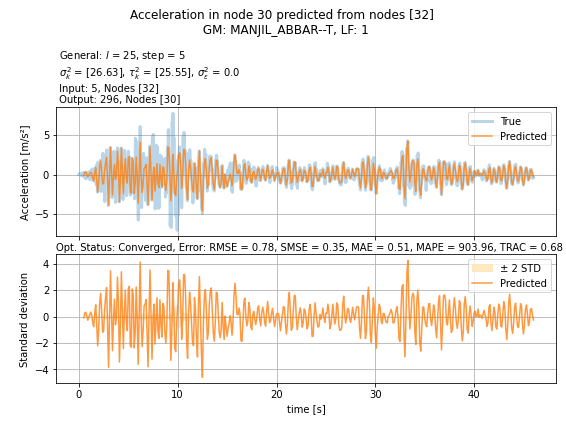 Acceleration in node 30 predicted from nodes [32]
GM: MANJIL_ABBAR--T, LF: 1
General: l = 25, step = 5
σ_k² = [26.63], τ_k² = [25.55], σ_ε² = 0.0
Input: 5, Nodes [32]
Output: 296, Nodes [30]
True
Predicted
Acceleration [m/s²]
5
0
−5
Opt. Status: Converged, Error: RMSE = 0.78, SMSE = 0.35, MAE = 0.51, MAPE = 903.96, TRAC = 0.68
± 2 STD
Predicted
Standard deviation
4
2
0
−2
−4
0 10 20 30 40
time [s]